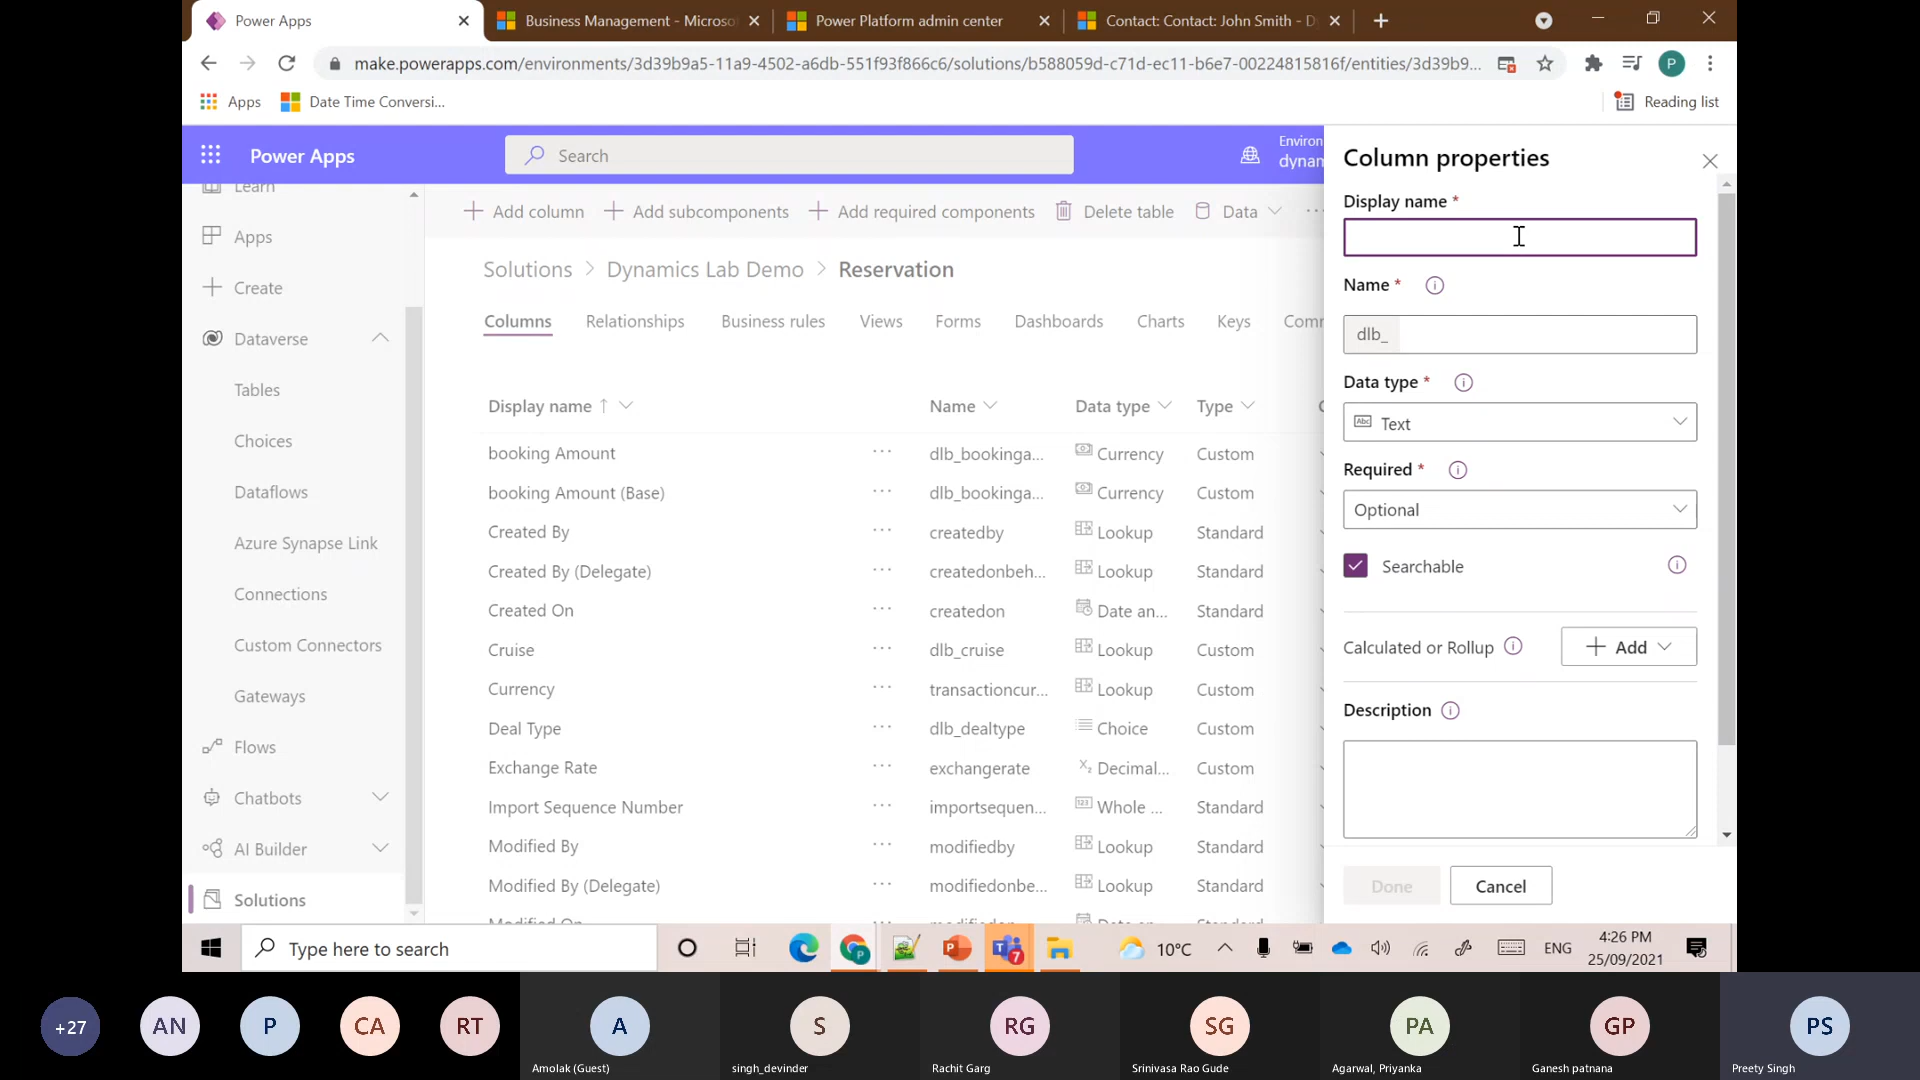 Power Apps
Business Management - Microso
Power Platform admin center
Contact: Contact: John Smith - D
make.powerapps.com/environments/3d39b9a5-11a9-4502-a6db-551f93f866c6/solutions/b588059d-c71d-ec11-b6e7-00224815816f/entities/3d39b9...
P
Apps
Date Time Conversi...
Reading list
Power Apps
Search
Environ
dynam
Learn
Apps
Create
Dataverse
Tables
Choices
Dataflows
Azure Synapse Link
Connections
Custom Connectors
Gateways
Flows
Chatbots
AI Builder
Solutions
+ Add column + Add subcomponents + Add required components Delete table Data ...
Solutions > Dynamics Lab Demo > Reservation
Columns Relationships Business rules Views Forms Dashboards Charts Keys Com
Display name ↑ Name Data type Type C
booking Amount ... dlb_bookinga... Currency Custom
booking Amount (Base) ... dlb_bookinga... Currency Custom
Created By ... createdby Lookup Standard
Created By (Delegate) ... createdonbeh... Lookup Standard
Created On ... createdon Date an... Standard
Cruise ... dlb_cruise Lookup Custom
Currency ... transactioncur... Lookup Custom
Deal Type ... dlb_dealtype Choice Custom
Exchange Rate ... exchangerate Decimal... Custom
Import Sequence Number ... importsequen... Whole ... Standard
Modified By ... modifiedby Lookup Standard
Modified By (Delegate) ... modifiedonbe... Lookup Standard
Column properties
Display name *
Name *
dlb_
Data type *
Abc Text
Required *
Optional
Searchable
Calculated or Rollup + Add
Description
Done Cancel
Type here to search
7
10°C
ENG
4:26 PM
25/09/2021
+27
AN
P
CA
RT
A
Amolak (Guest)
S
singh_devinder
RG
Rachit Garg
SG
Srinivasa Rao Gude
PA
Agarwal, Priyanka
GP
Ganesh patnana
PS
Preety Singh